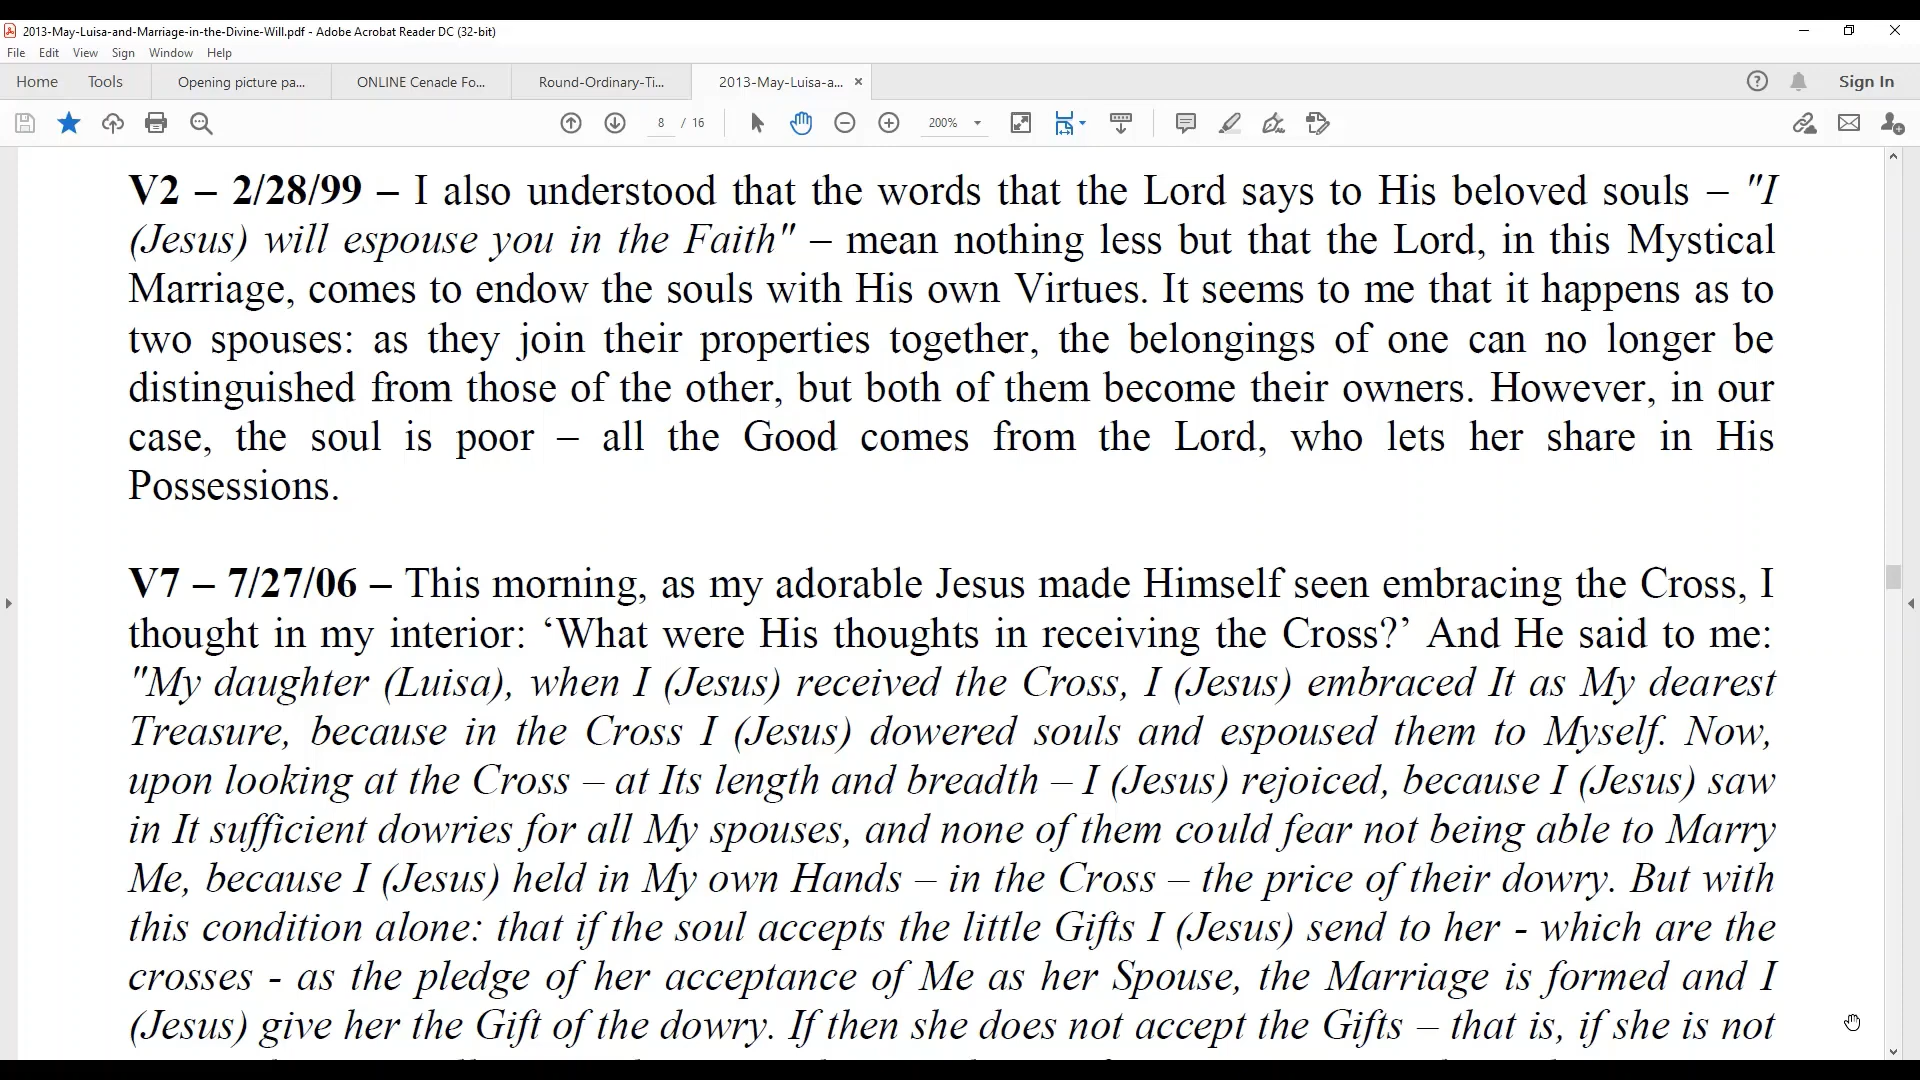 2013-May-Luisa-and-Marriage-in-the-Divine-Will.pdf - Adobe Acrobat Reader DC (32-bit)
File Edit View Sign Window Help
Home Tools Opening picture pa... ONLINE Cenacle Fo... Round-Ordinary-Ti... 2013-May-Luisa-a... × Sign In
8 / 16 200%
V2 – 2/28/99 – I also understood that the words that the Lord says to His beloved souls – "I
(Jesus) will espouse you in the Faith" – mean nothing less but that the Lord, in this Mystical
Marriage, comes to endow the souls with His own Virtues. It seems to me that it happens as to
two spouses: as they join their properties together, the belongings of one can no longer be
distinguished from those of the other, but both of them become their owners. However, in our
case, the soul is poor – all the Good comes from the Lord, who lets her share in His
Possessions.
V7 – 7/27/06 – This morning, as my adorable Jesus made Himself seen embracing the Cross, I
thought in my interior: ‘What were His thoughts in receiving the Cross?’ And He said to me:
"My daughter (Luisa), when I (Jesus) received the Cross, I (Jesus) embraced It as My dearest
Treasure, because in the Cross I (Jesus) dowered souls and espoused them to Myself. Now,
upon looking at the Cross – at Its length and breadth – I (Jesus) rejoiced, because I (Jesus) saw
in It sufficient dowries for all My spouses, and none of them could fear not being able to Marry
Me, because I (Jesus) held in My own Hands – in the Cross – the price of their dowry. But with
this condition alone: that if the soul accepts the little Gifts I (Jesus) send to her - which are the
crosses - as the pledge of her acceptance of Me as her Spouse, the Marriage is formed and I
(Jesus) give her the Gift of the dowry. If then she does not accept the Gifts – that is, if she is not